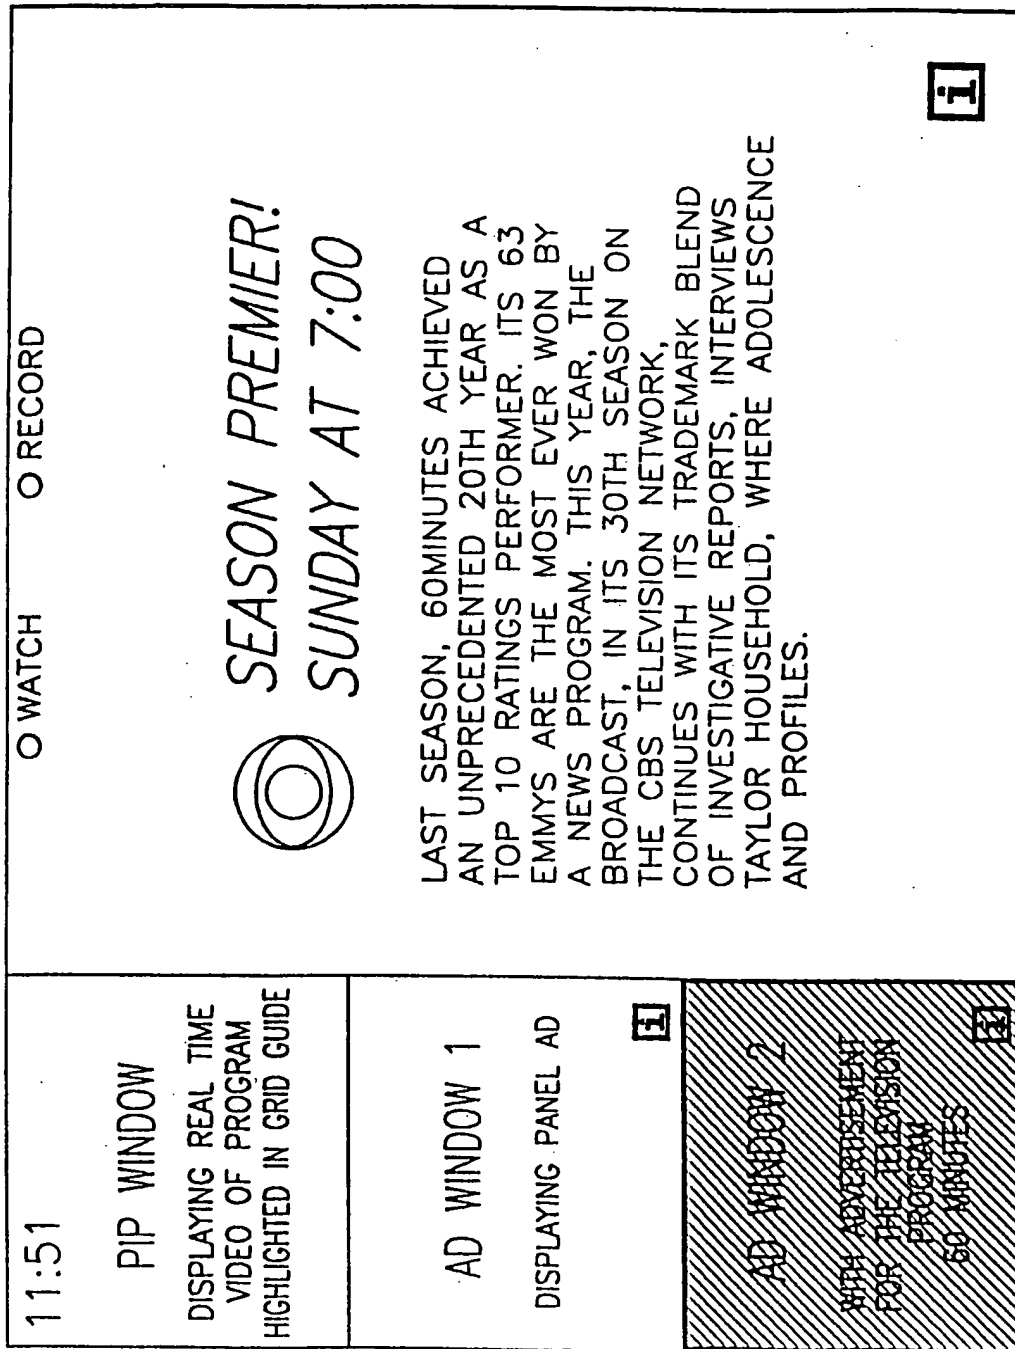 11:51
PIP WINDOW
DISPLAYING REAL TIME
VIDEO OF PROGRAM
HIGHLIGHTED IN GRID GUIDE
AD WINDOW 1
DISPLAYING PANEL AD
i
AD WINDOW 2
WITH ADVERTISEMENT
FOR THE TELEVISION
PROGRAM
60 MINUTES
i
O WATCH O RECORD
SEASON PREMIER!
SUNDAY AT 7:00
LAST SEASON, 60MINUTES ACHIEVED
AN UNPRECEDENTED 20TH YEAR AS A
TOP 10 RATINGS PERFORMER. ITS 63
EMMYS ARE THE MOST EVER WON BY
A NEWS PROGRAM. THIS YEAR, THE
BROADCAST, IN ITS 30TH SEASON ON
THE CBS TELEVISION NETWORK,
CONTINUES WITH ITS TRADEMARK BLEND
OF INVESTIGATIVE REPORTS, INTERVIEWS
TAYLOR HOUSEHOLD, WHERE ADOLESCENCE
AND PROFILES.
i